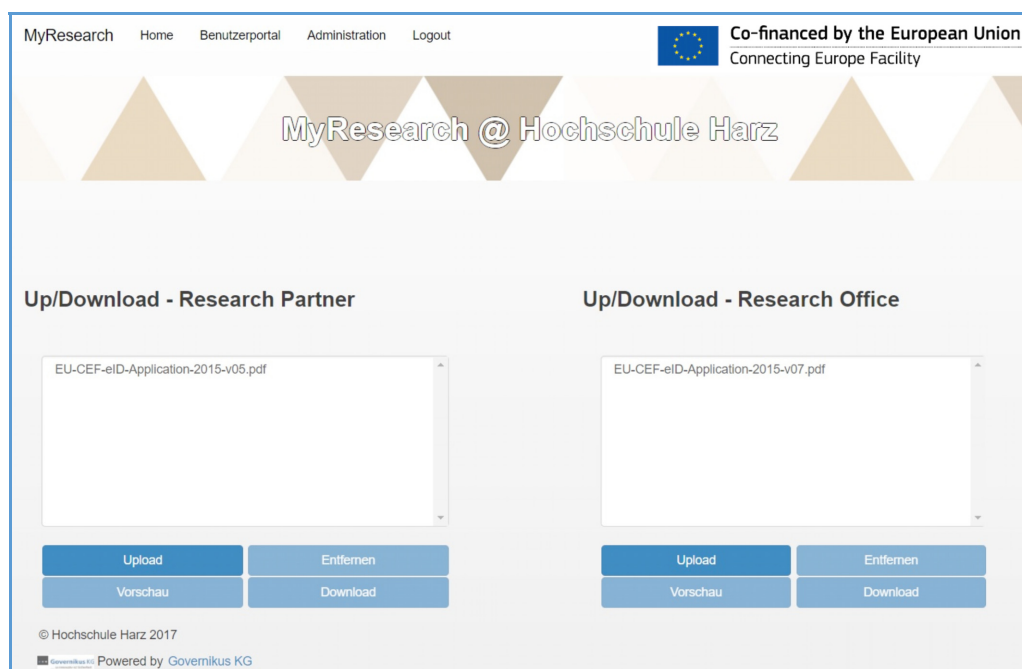 MyResearch Home Benutzerportal Administration Logout
Co-financed by the European Union
Connecting Europe Facility
MyResearch @ Hochschule Harz
Up/Download - Research Partner
Up/Download - Research Office
EU-CEF-eID-Application-2015-v05.pdf
EU-CEF-eID-Application-2015-v07.pdf
Upload Entfernen
Vorschau Download
Upload Entfernen
Vorschau Download
© Hochschule Harz 2017
Governikus KG
Powered by Governikus KG